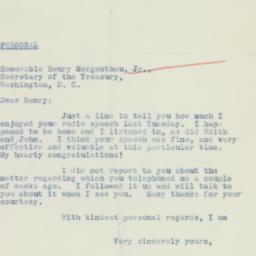 PERSONAL
Honorable Henry Morgenthau, Jr.,
Secretary of the Treasury,
Washington, D. C.
Dear Henry:
Just a line to tell you how much I
enjoyed your radio speech last Tuesday. I hap-
pened to be home and I listened in, as did Edith
and John. I think your speech was fine, and very
effective and valuable at this particular time.
My hearty congratulations!
I did not report to you about the
matter regarding which you telephoned me a couple
of weeks ago. I followed it up and will talk to
you about it when I see you. Many thanks for your
courtesy.
With kindest personal regards, I am
Very sincerely yours,